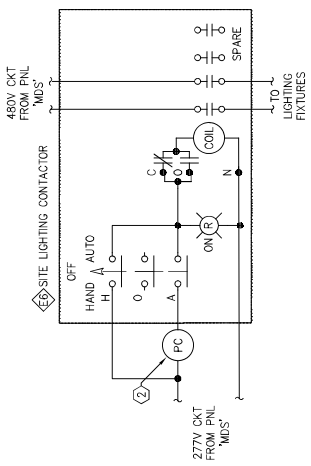 E6 SITE LIGHTING CONTACTOR
480V CKT
FROM PNL
'MDS'
OFF
HAND AUTO
H
O
A
C
O
N
ON
R
COIL
SPARE
TO
LIGHTING
FIXTURES
PC
2
277V CKT
FROM PNL
'MDS'